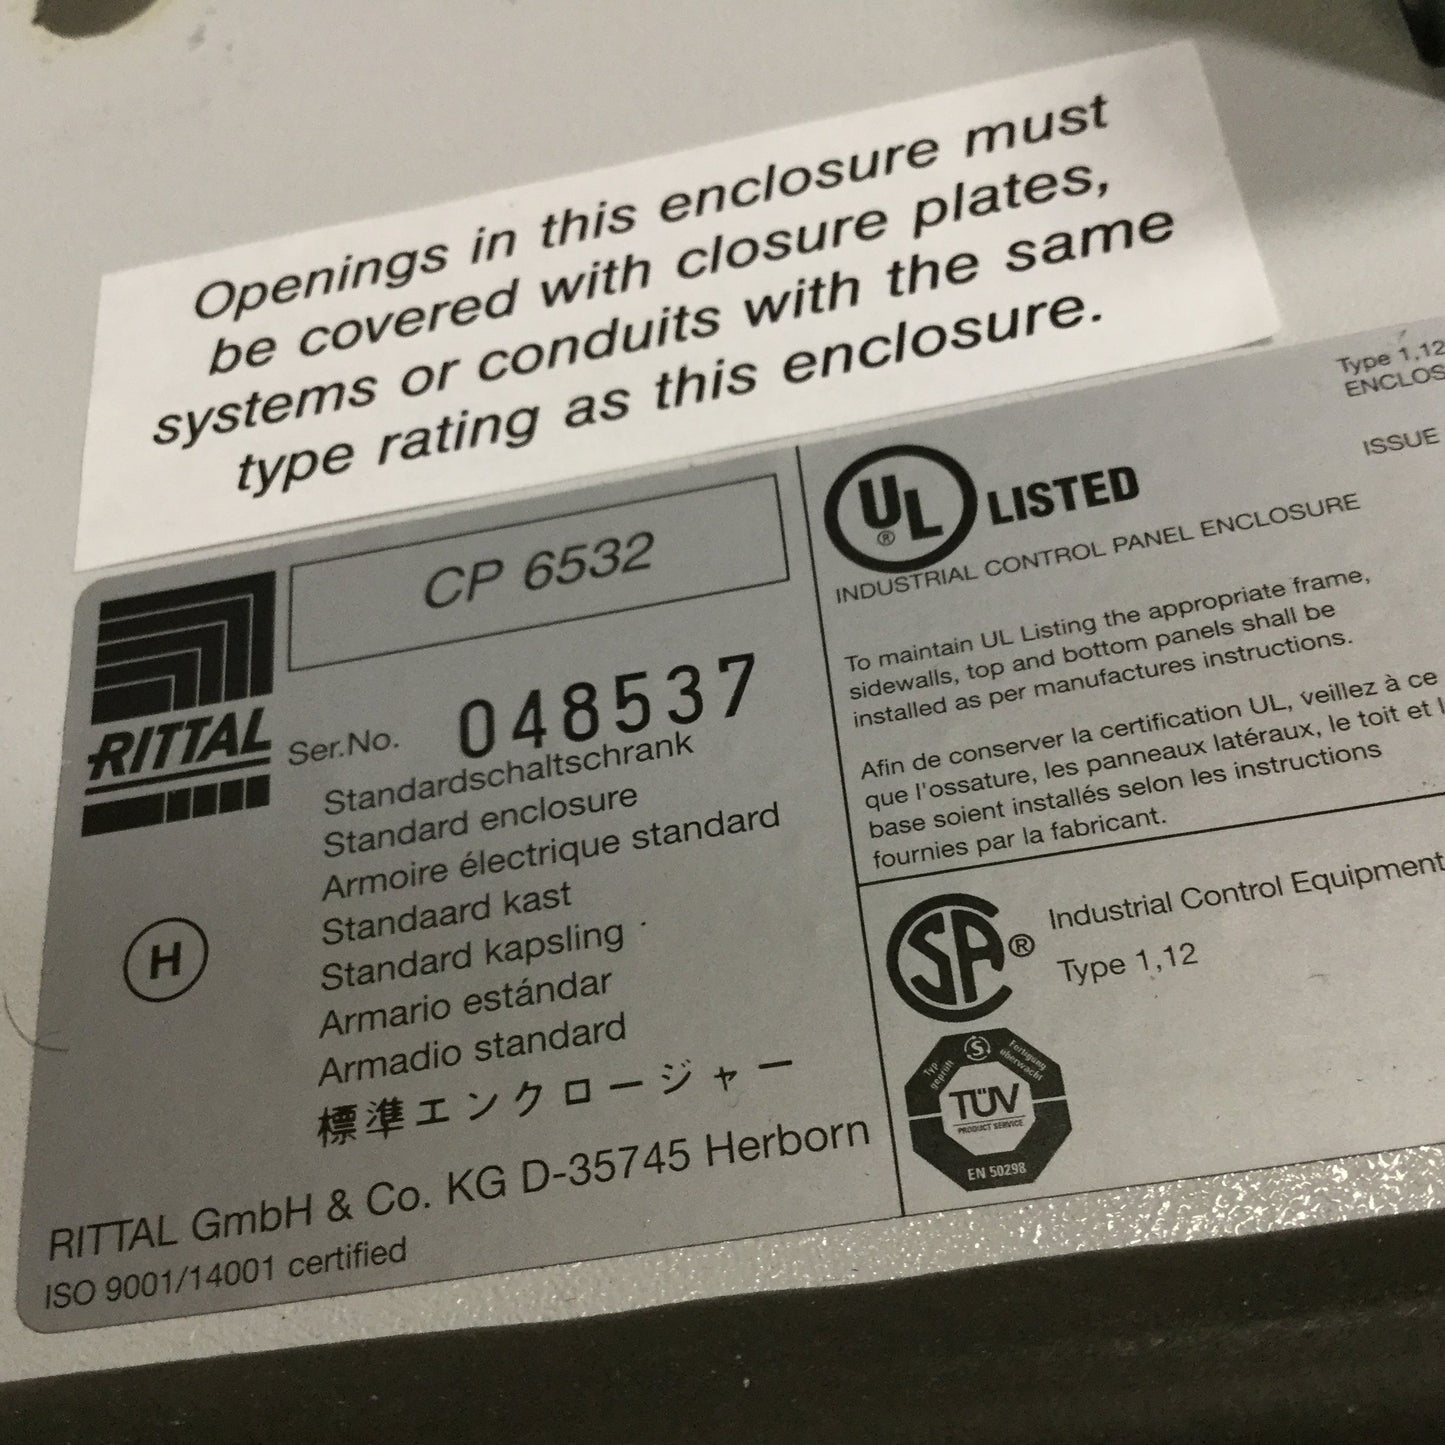 Openings in this enclosure must
be covered with closure plates,
systems or conduits with the same
type rating as this enclosure.
RITTAL
CP 6532
Ser.No. 048537
Standardschaltschrank
Standard enclosure
Armoire électrique standard
Standaard kast
Standard kapsling
Armario estándar
Armadio standard
標準エンクロージャー
H
RITTAL GmbH & Co. KG D-35745 Herborn
ISO 9001/14001 certified
UL® LISTED
Type 1,12
ISSUE
INDUSTRIAL CONTROL PANEL ENCLOSURE
To maintain UL Listing the appropriate frame,
sidewalls, top and bottom panels shall be
installed as per manufactures instructions.
Afin de conserver la certification UL, veillez à ce
que l'ossature, les panneaux latéraux, le toit et
base soient installés selon les instructions
fournies par la fabricant.
SA®
Industrial Control Equipment
Type 1,12
Typ geprüft
S
Fertigung überwacht
TÜV
PRODUCT SERVICE
EN 50298